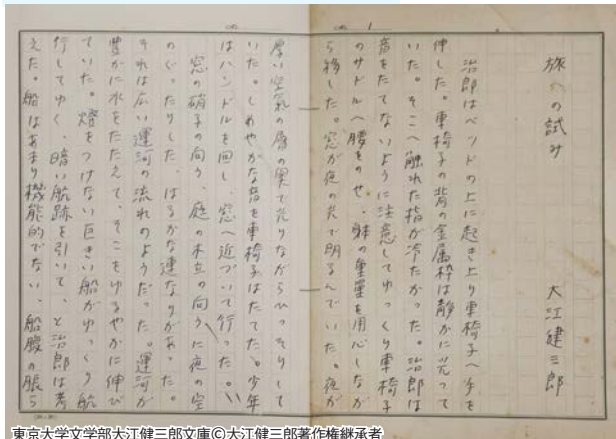 旅への試み
大江健三郎
治郎はベッドの上に起き上り車椅子へ手を
伸した。車椅子の背の金属枠は静かに光って
いた。そこへ触れた指が冷たかった。治郎は
音をたてないように注意してゆっくり車椅子
のサドルへ腰をのせ、躰の重量を用心しなが
ら移した。窓が夜の光で明るんでいた。夜が
厚い空気の層の奥で光りながらひっそりして
いた。しめやかな音を車椅子はたてた。少年
はハンドルを回し、窓へ近づいて行った。
窓の硝子の向う、庭の木立の向うに夜の空
のぐったりした、はるかな連なりがあった。
それは広い運河の流れのようだった。運河が
豊かに水をたたえて、そこをゆるやかに伸び
ていた。燈をつけない巨きい船がゆっくり航
行してゆく、暗い航跡を引いて、と治郎は考
えた。船はあまり機能的でない、船腹の脹ら
東京大学文学部大江健三郎文庫©大江健三郎著作権継承者